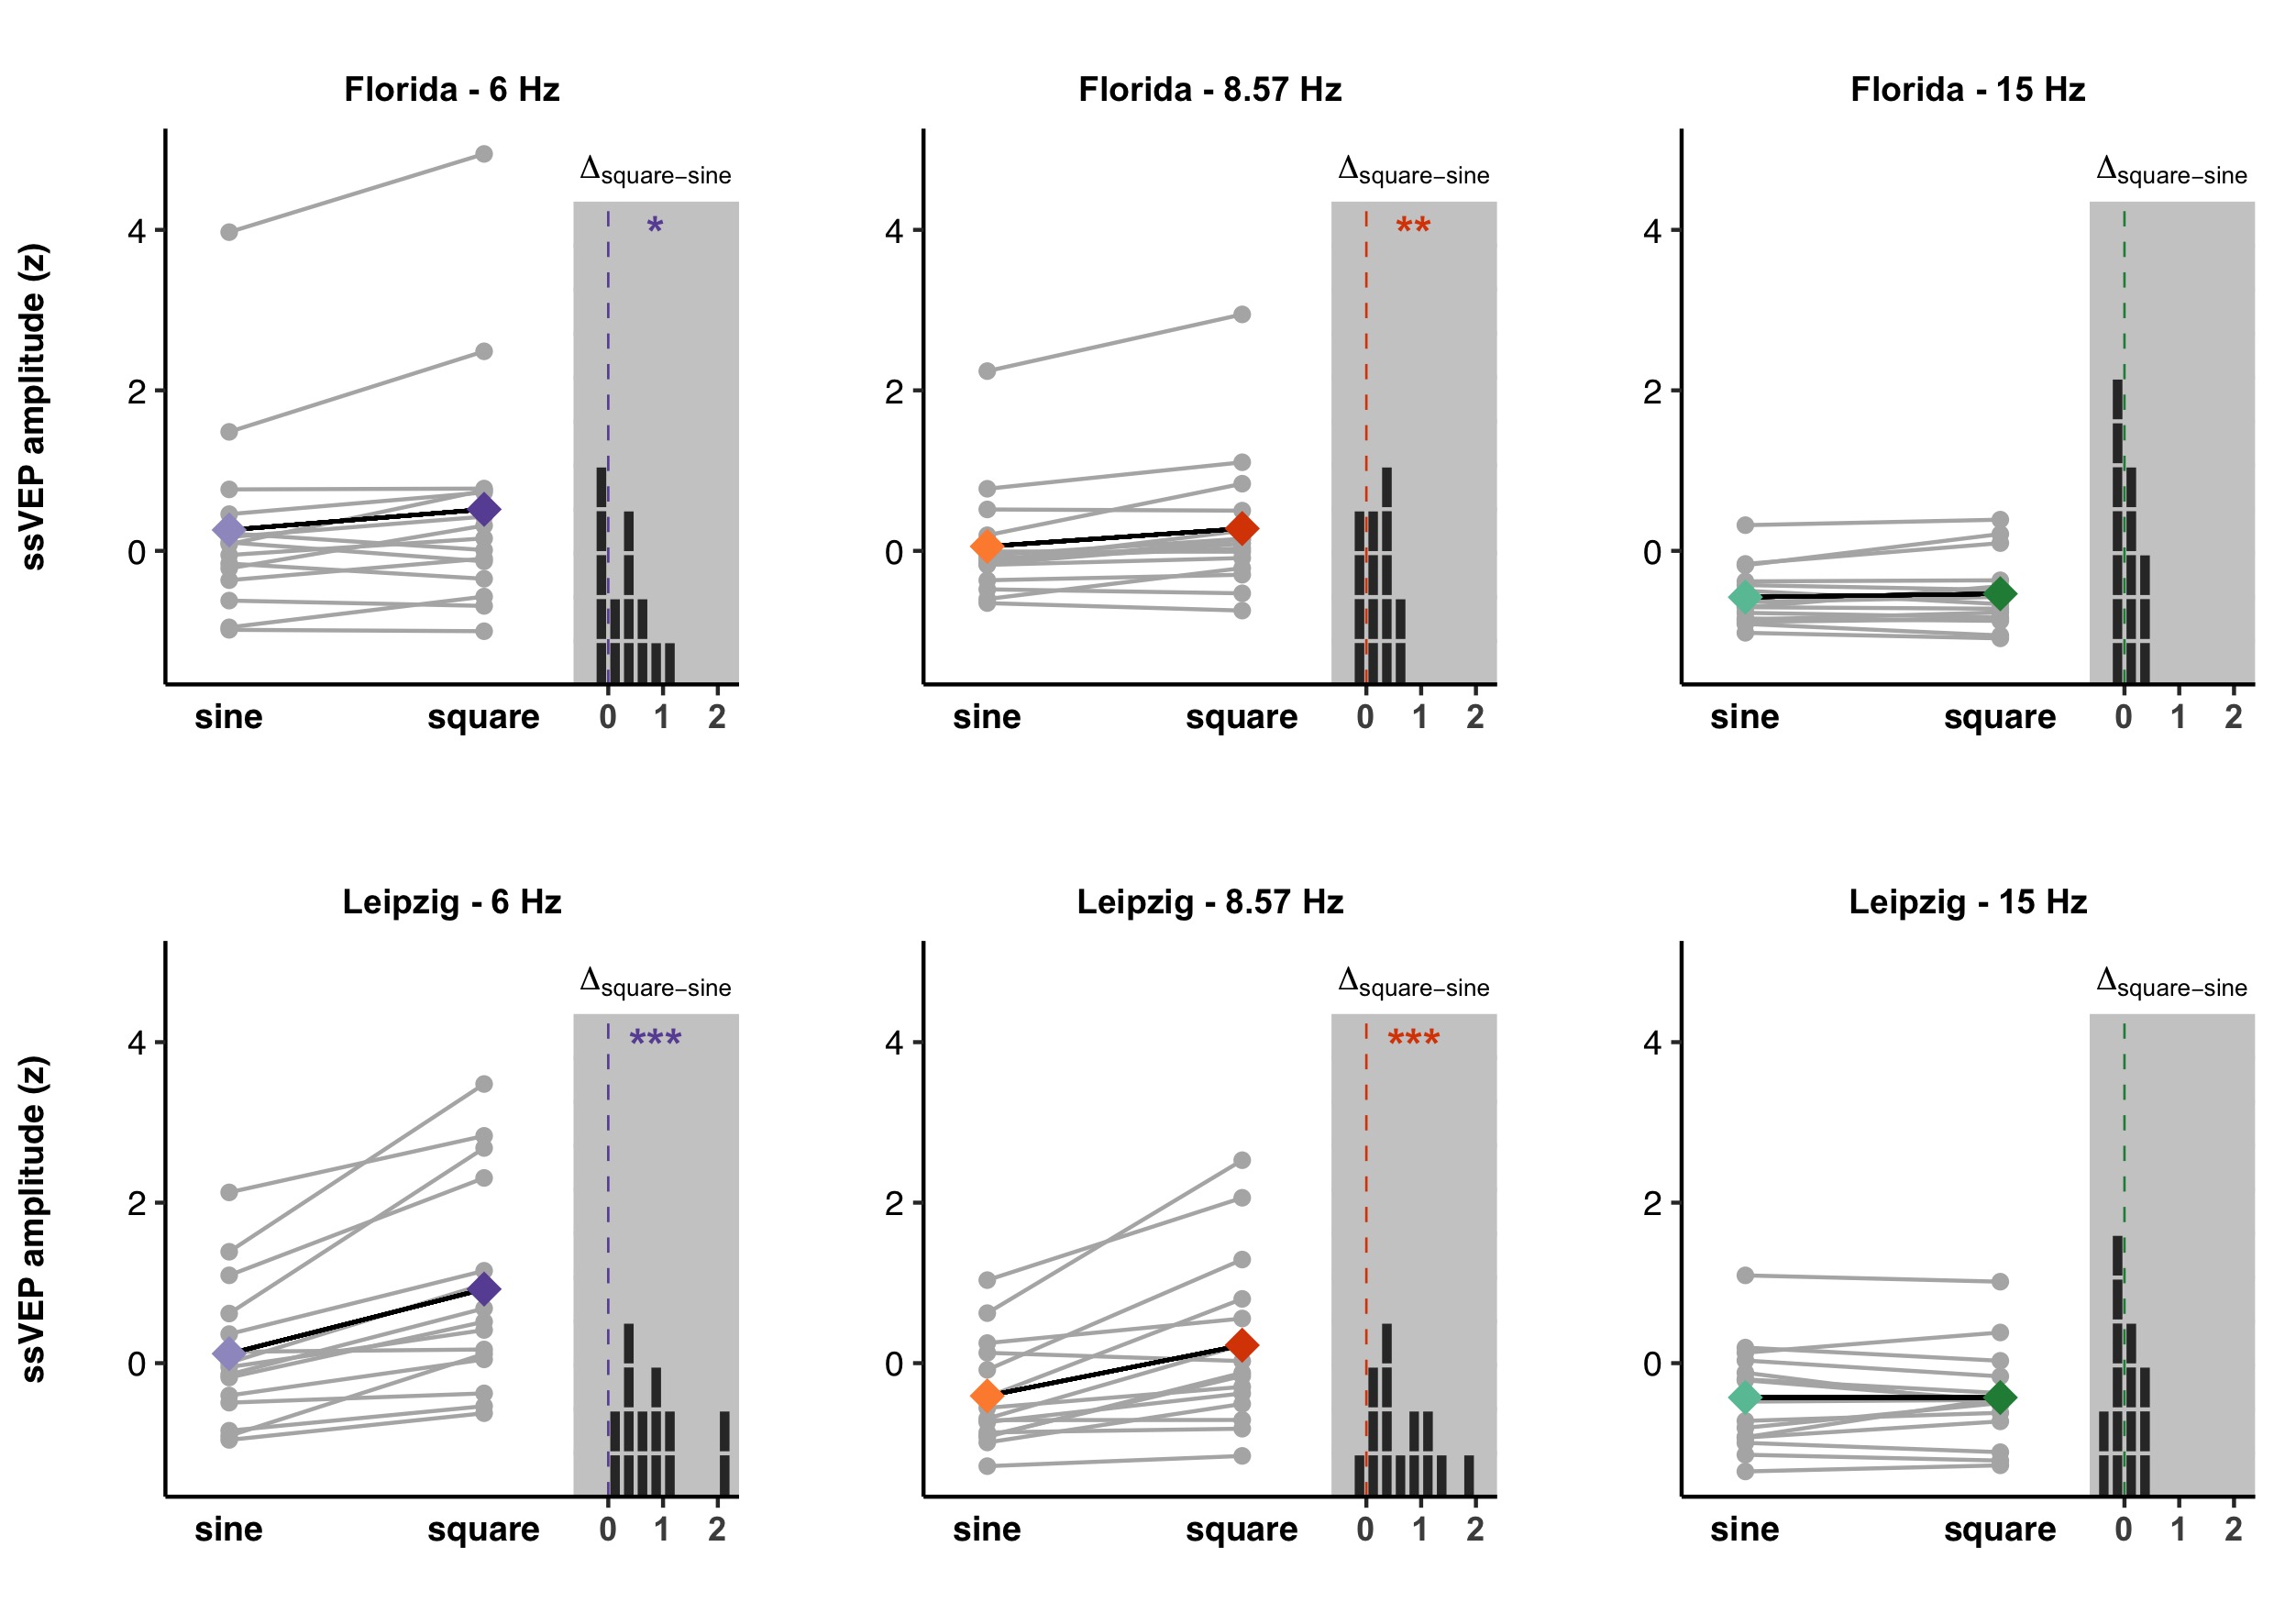 Florida - 6 Hz
Florida - 8.57 Hz
Florida - 15 Hz
ssVEP amplitude (z)
4
2
0
Δsquare−sine
*
sine
square
0 1 2
4
2
0
Δsquare−sine
**
sine
square
0 1 2
4
2
0
Δsquare−sine
sine
square
0 1 2
Leipzig - 6 Hz
Leipzig - 8.57 Hz
Leipzig - 15 Hz
ssVEP amplitude (z)
4
2
0
Δsquare−sine
***
sine
square
0 1 2
4
2
0
Δsquare−sine
***
sine
square
0 1 2
4
2
0
Δsquare−sine
sine
square
0 1 2